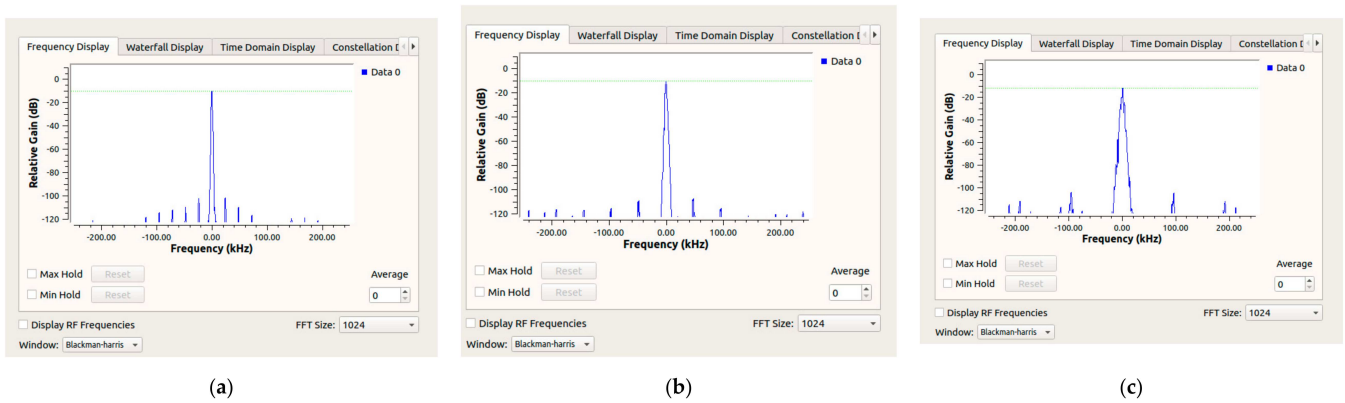 Frequency Display Waterfall Display Time Domain Display Constellation D
Data 0
Relative Gain (dB)
0
-20
-40
-60
-80
-100
-120
-200.00 -100.00 0.00 100.00 200.00
Frequency (kHz)
Max Hold Reset Average
Min Hold Reset 0
Display RF Frequencies FFT Size: 1024
Window: Blackman-harris
(a)
Frequency Display Waterfall Display Time Domain Display Constellation D
Data 0
Relative Gain (dB)
0
-20
-40
-60
-80
-100
-120
-200.00 -100.00 0.00 100.00 200.00
Frequency (kHz)
Max Hold Reset Average
Min Hold Reset 0
Display RF Frequencies FFT Size: 1024
Window: Blackman-harris
(b)
Frequency Display Waterfall Display Time Domain Display Constellation D
Data 0
Relative Gain (dB)
0
-20
-40
-60
-80
-100
-120
-200.00 -100.00 0.00 100.00 200.00
Frequency (kHz)
Max Hold Reset Average
Min Hold Reset 0
Display RF Frequencies FFT Size: 1024
Window: Blackman-harris
(c)